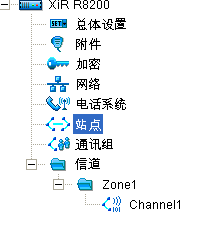 XiR R8200
总体设置
附件
加密
网络
电话系统
站点
通讯组
信道
Zone1
Channel1